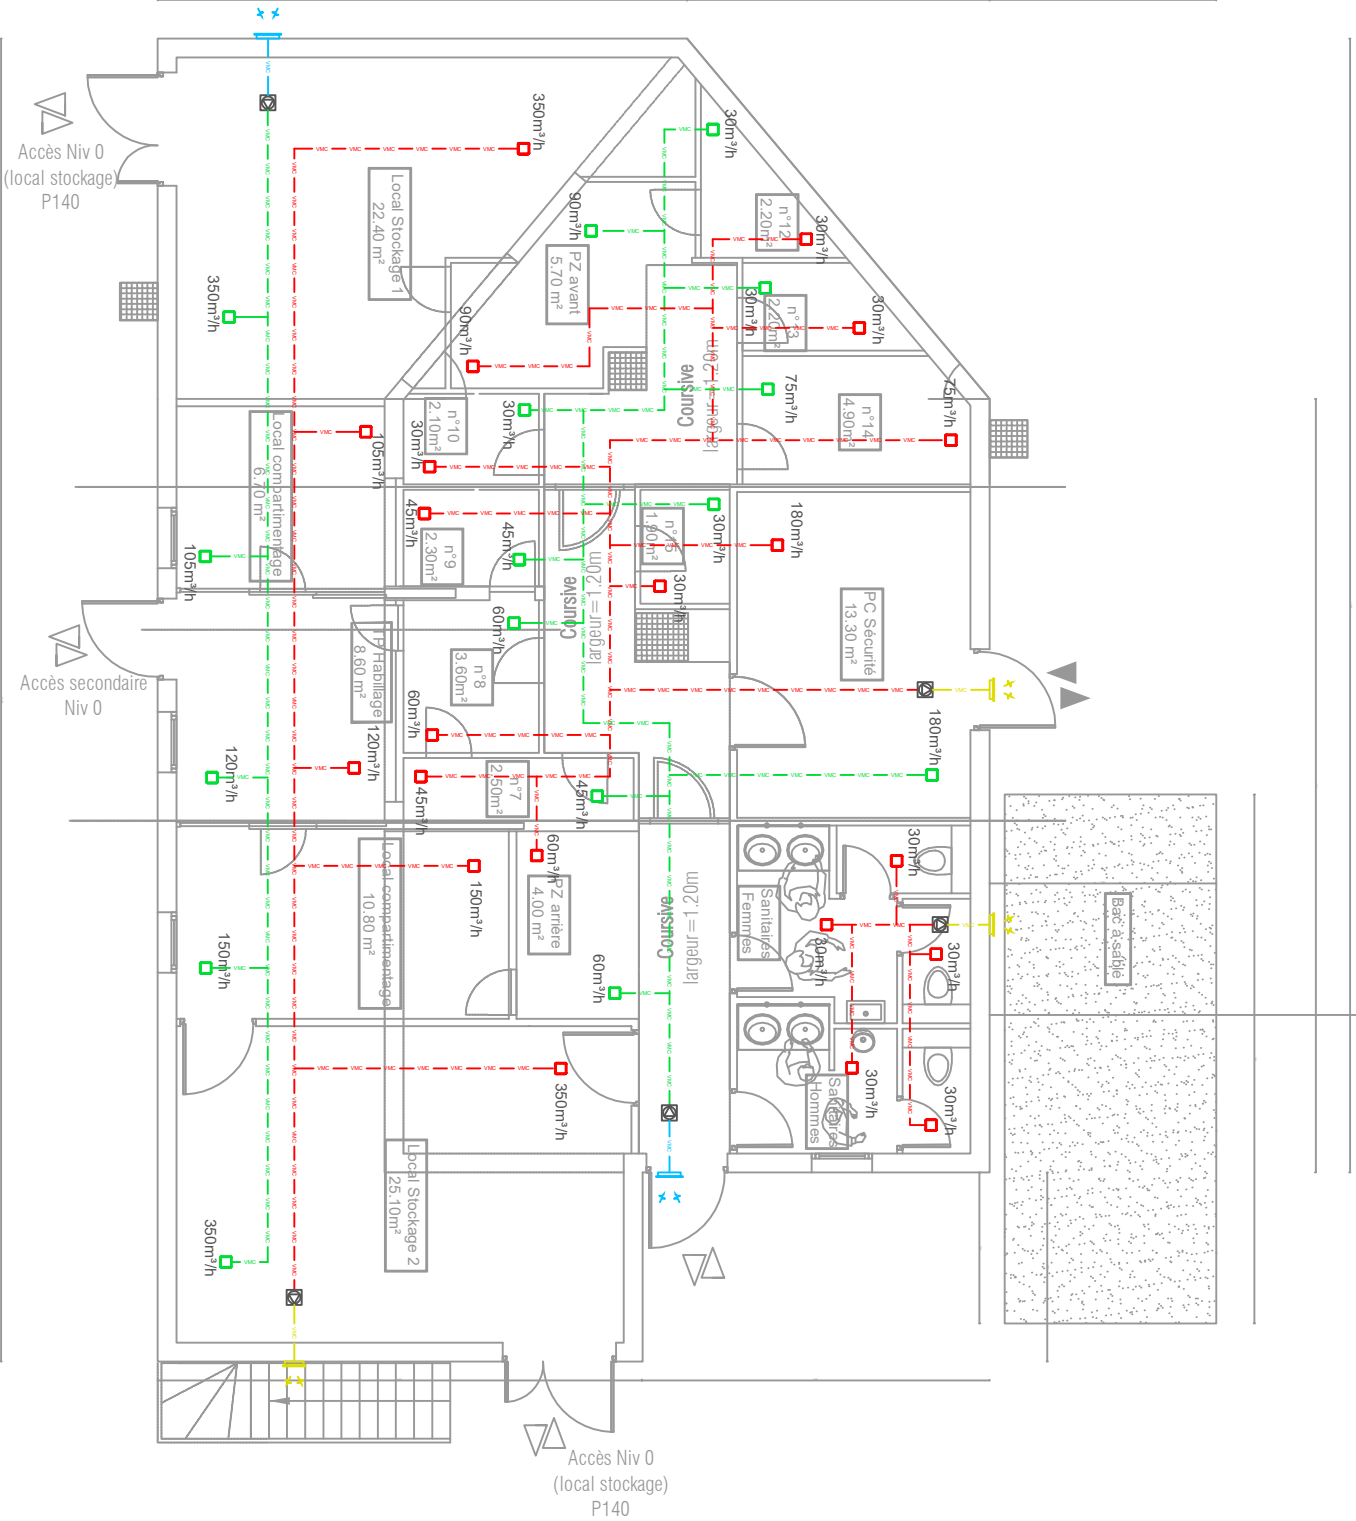 350m³/h
30m³/h
Accès Niv 0
(local stockage)
P140
Local Stockage 1
22.40 m²
n°12
2.20m²
30m³/h
90m³/h
PZ avant
5.70 m²
350m³/h
90m³/h
30m³/h
n°13
2.20m²
30m³/h
Coursive
largeur=1.20m
75m³/h
n°14
4.90m²
75m³/h
Local compartimentage
6.70 m²
105m³/h
n°10
2.10m²
30m³/h
30m³/h
105m³/h
45m³/h
n°9
2.30m²
45m³/h
n°15
1.90m²
30m³/h
30m³/h
180m³/h
PC Sécurité
13.30 m²
Coursive
largeur=1.20m
Accès secondaire
Niv 0
Habillage
8.60 m²
n°8
3.60m²
60m³/h
60m³/h
120m³/h
120m³/h
180m³/h
n°7
2.50m²
45m³/h
45m³/h
60m³/h
PZ arrière
4.00 m²
Local compartimentage
10.80 m²
150m³/h
150m³/h
60m³/h
Coursive
largeur=1.20m
Sanitaires
Femmes
30m³/h
30m³/h
30m³/h
Bac à sable
350m³/h
Sanitaires
Hommes
30m³/h
30m³/h
Local Stockage 2
25.10m²
350m³/h
Accès Niv 0
(local stockage)
P140